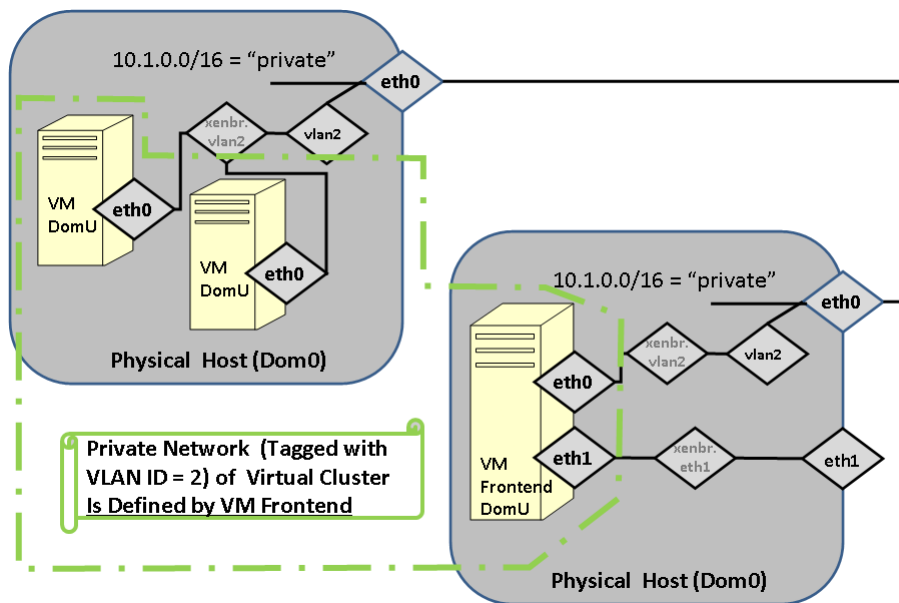 10.1.0.0/16 = “private”
eth0
xenbr.
vlan2
vlan2
VM
DomU
eth0
VM
DomU
eth0
Physical Host (Dom0)
10.1.0.0/16 = “private”
eth0
xenbr.
vlan2
vlan2
eth0
VM
Frontend
DomU
eth1
xenbr.
eth1
eth1
Physical Host (Dom0)
Private Network (Tagged with
VLAN ID = 2) of Virtual Cluster
Is Defined by VM Frontend